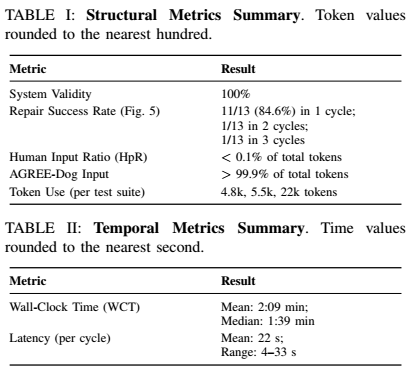 TABLE I: Structural Metrics Summary. Token values
rounded to the nearest hundred.
Metric Result
System Validity 100%
Repair Success Rate (Fig. 5) 11/13 (84.6%) in 1 cycle;
1/13 in 2 cycles;
1/13 in 3 cycles
Human Input Ratio (HpR) < 0.1% of total tokens
AGREE-Dog Input > 99.9% of total tokens
Token Use (per test suite) 4.8k, 5.5k, 22k tokens
TABLE II: Temporal Metrics Summary. Time values
rounded to the nearest second.
Metric Result
Wall-Clock Time (WCT) Mean: 2:09 min;
Median: 1:39 min
Latency (per cycle) Mean: 22 s;
Range: 4–33 s